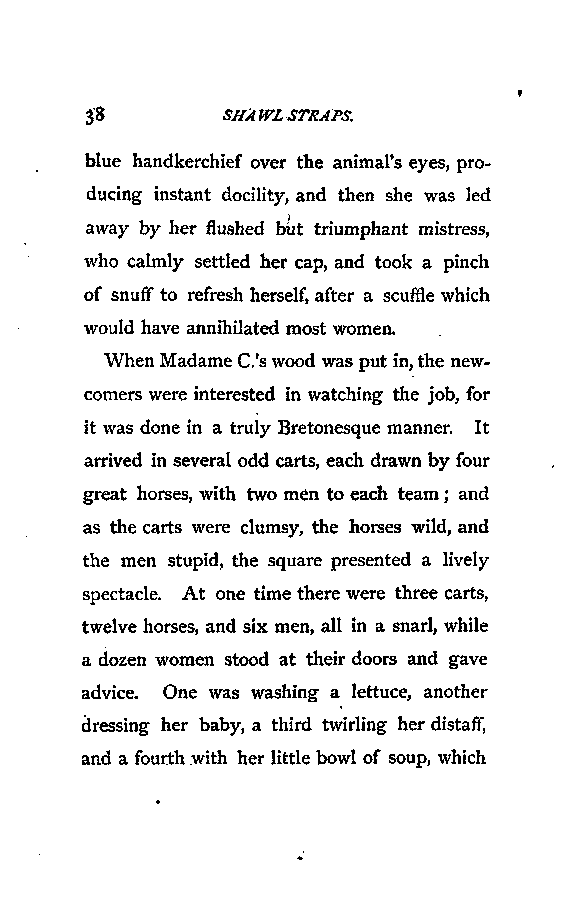 38 SHAWL STRAPS.
blue handkerchief over the animal's eyes, pro-
ducing instant docility, and then she was led
away by her flushed but triumphant mistress,
who calmly settled her cap, and took a pinch
of snuff to refresh herself, after a scuffle which
would have annihilated most women.
When Madame C.'s wood was put in, the new-
comers were interested in watching the job, for
it was done in a truly Bretonesque manner. It
arrived in several odd carts, each drawn by four
great horses, with two men to each team; and
as the carts were clumsy, the horses wild, and
the men stupid, the square presented a lively
spectacle. At one time there were three carts,
twelve horses, and six men, all in a snarl, while
a dozen women stood at their doors and gave
advice. One was washing a lettuce, another
dressing her baby, a third twirling her distaff,
and a fourth with her little bowl of soup, which